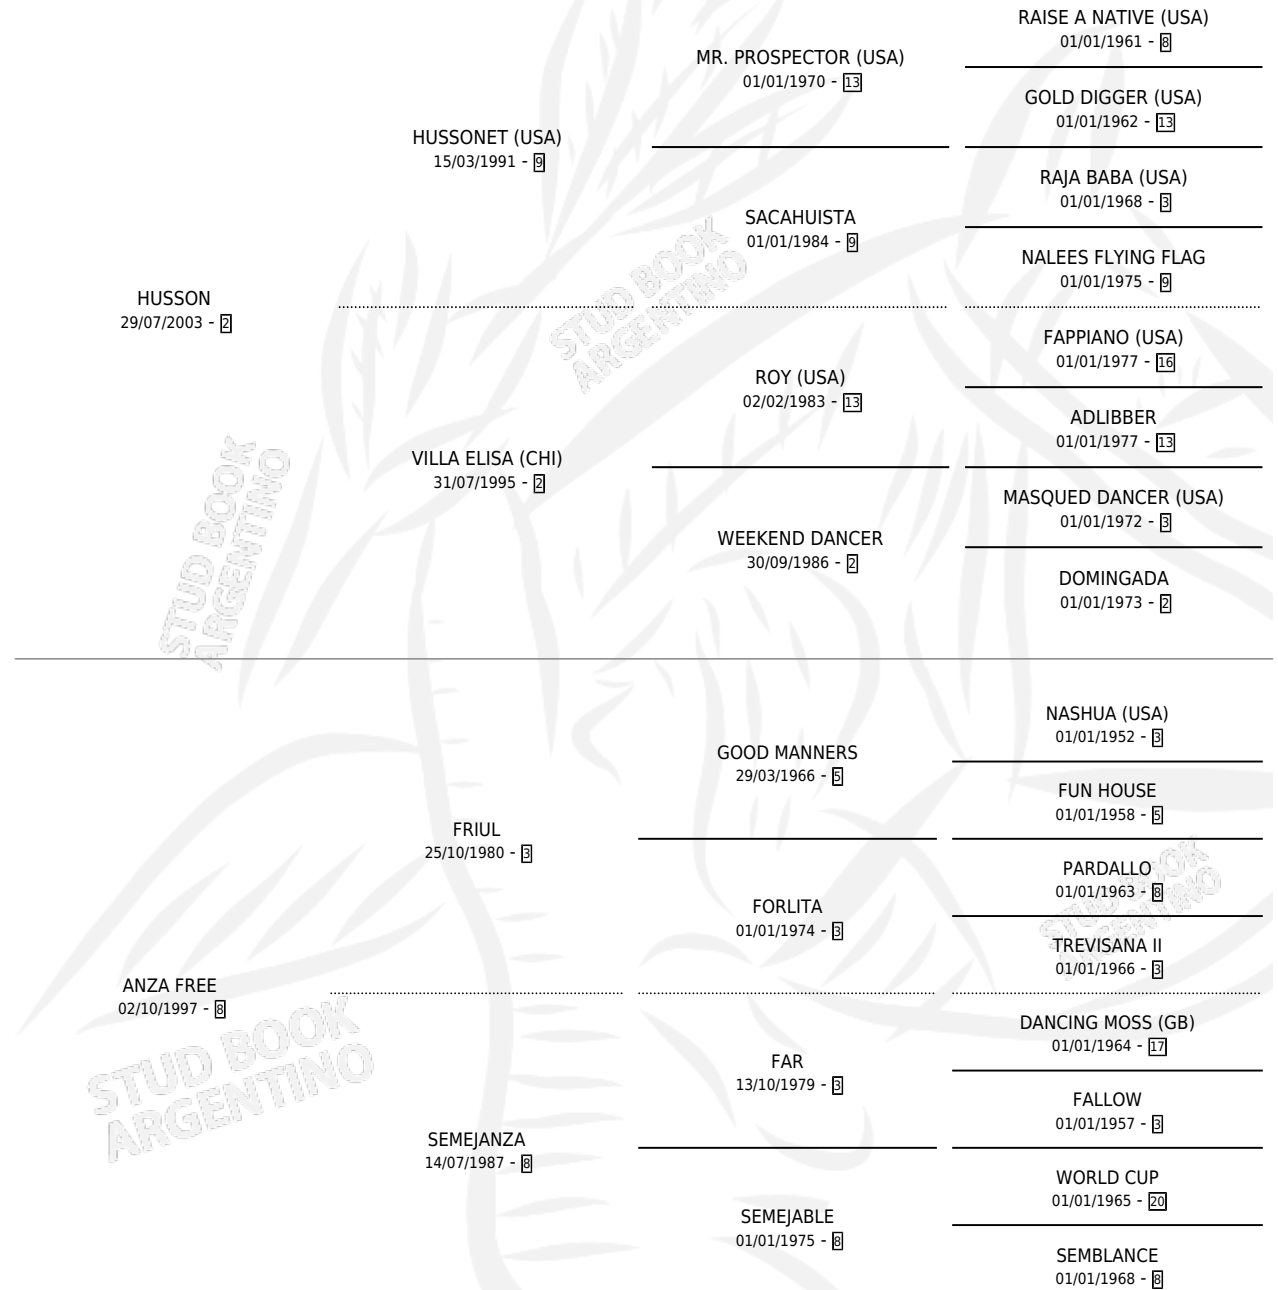 RAISE A NATIVE (USA)
01/01/1961 - 8
MR. PROSPECTOR (USA)
01/01/1970 - 13
GOLD DIGGER (USA)
01/01/1962 - 13
HUSSONET (USA)
15/03/1991 - 9
RAJA BABA (USA)
01/01/1968 - 3
SACAHUISTA
01/01/1984 - 9
NALEES FLYING FLAG
01/01/1975 - 9
HUSSON
29/07/2003 - 2
FAPPIANO (USA)
01/01/1977 - 16
ROY (USA)
02/02/1983 - 13
ADLIBBER
01/01/1977 - 13
VILLA ELISA (CHI)
31/07/1995 - 2
MASQUED DANCER (USA)
01/01/1972 - 3
WEEKEND DANCER
30/09/1986 - 2
DOMINGADA
01/01/1973 - 2
STUD BOOK
ARGENTINO
STUD BOOK
ARGENTINO
NASHUA (USA)
01/01/1952 - 3
GOOD MANNERS
29/03/1966 - 5
FUN HOUSE
01/01/1958 - 5
FRIUL
25/10/1980 - 3
PARDALLO
01/01/1963 - 8
FORLITA
01/01/1974 - 3
TREVISANA II
01/01/1966 - 3
ANZA FREE
02/10/1997 - 8
DANCING MOSS (GB)
01/01/1964 - 17
FAR
13/10/1979 - 3
FALLOW
01/01/1957 - 3
SEMEJANZA
14/07/1987 - 8
WORLD CUP
01/01/1965 - 20
SEMEJABLE
01/01/1975 - 8
SEMBLANCE
01/01/1968 - 8
STUD BOOK
ARGENTINO
STUD BOOK
ARGENTINO